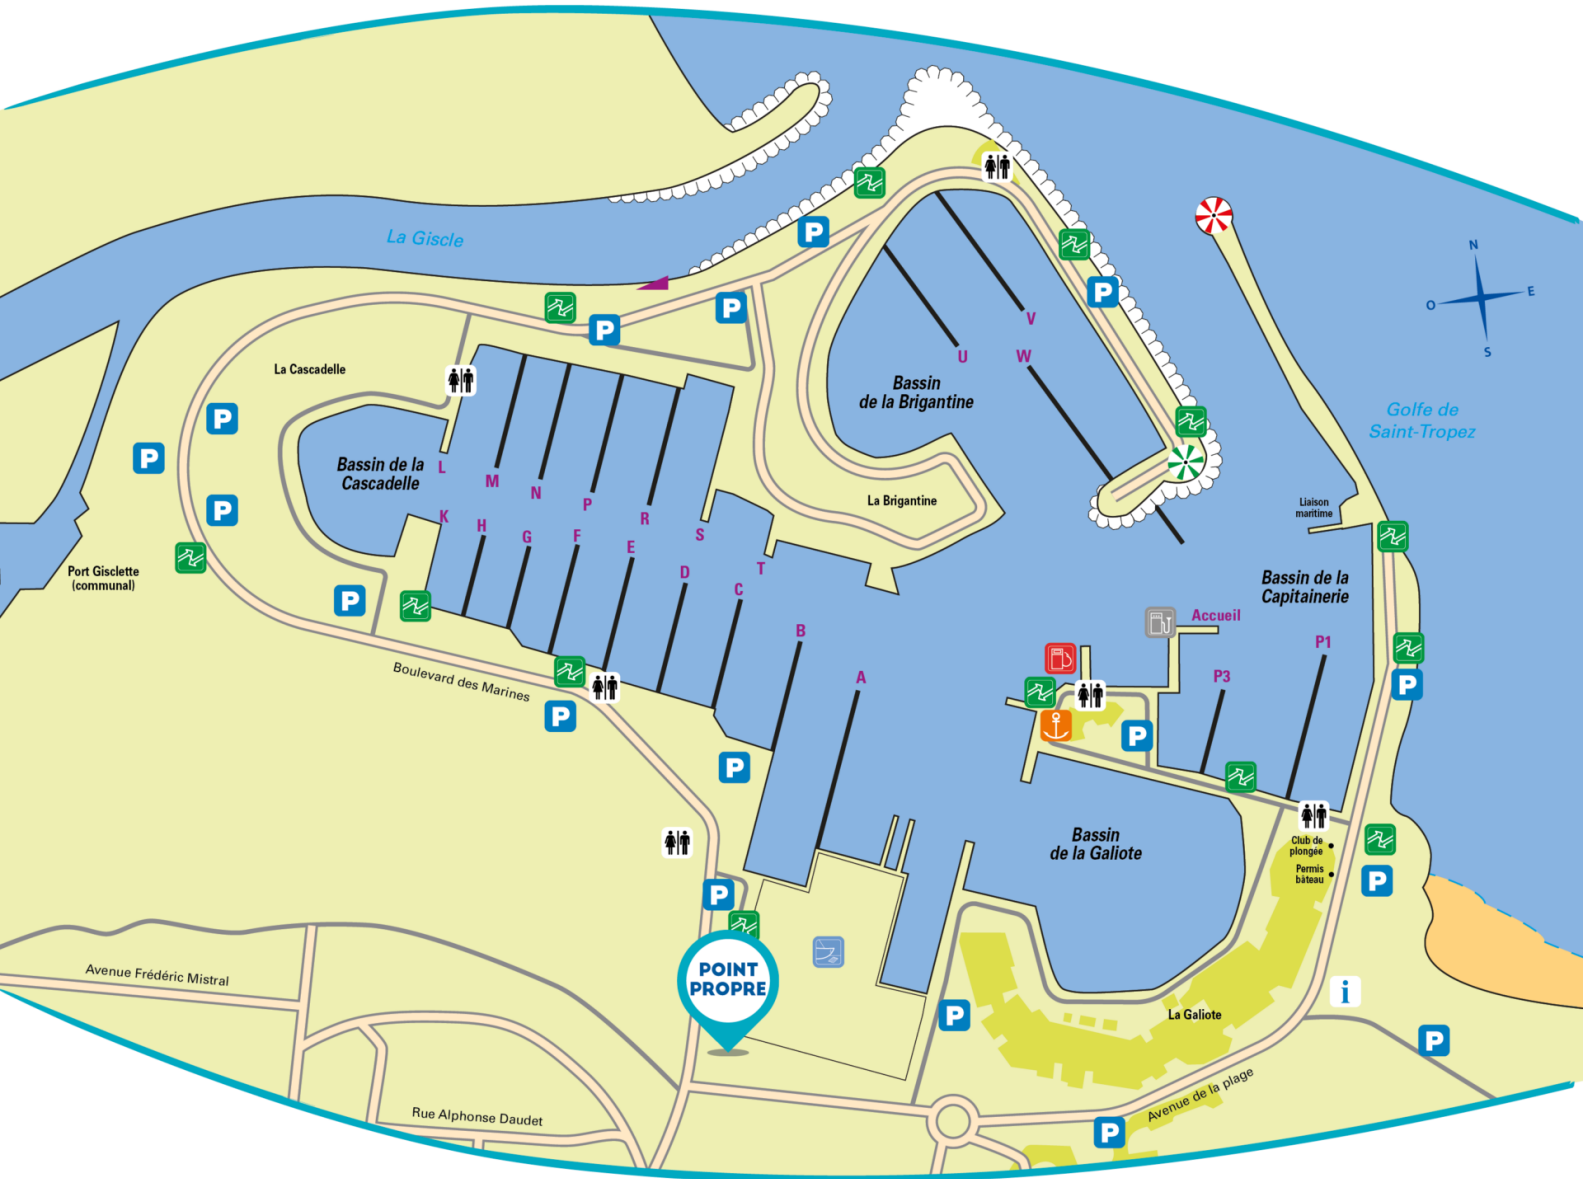 La Giscle
N
O
E
S
P
P
P
P
P
V
U
W
La Cascadelle
Bassin
de la Brigantine
Golfe de
Saint-Tropez
P
P
P
Bassin de la
Cascadelle
L
M
N
P
R
S
K
H
G
F
E
D
C
T
B
A
La Brigantine
Liaison
maritime
Port Gisclette
(communal)
P
Bassin de la
Capitainerie
Accueil
P1
P3
P
P
Boulevard des Marines
P
P
Bassin
de la Galiote
Club de
plongée
Permis
bâteau
P
P
POINT
PROPRE
Avenue Frédéric Mistral
i
P
La Galiote
P
Rue Alphonse Daudet
Avenue de la plage
P